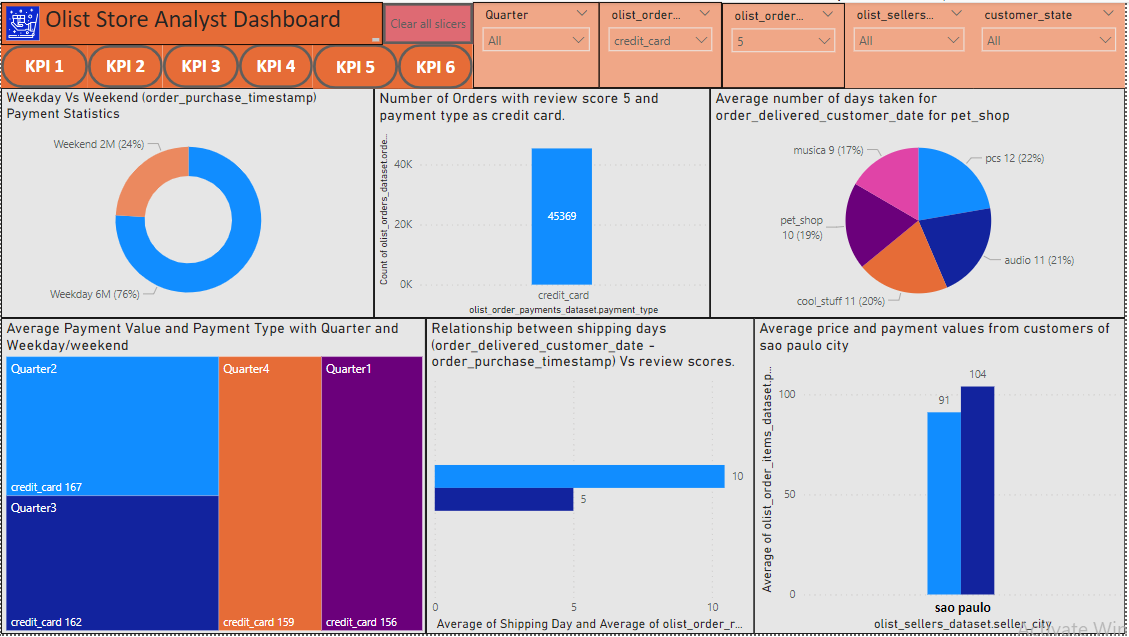 Olist Store Analyst Dashboard
Clear all slicers
Quarter
All
olist_order...
credit_card
olist_order...
5
olist_sellers...
All
customer_state
All
KPI 1
KPI 2
KPI 3
KPI 4
KPI 5
KPI 6
Weekday Vs Weekend (order_purchase_timestamp)
Payment Statistics
Weekend 2M (24%)
Weekday 6M (76%)
Number of Orders with review score 5 and
payment type as credit card.
Count of olist_orders_dataset.orde...
40K
20K
0K
45369
credit_card
olist_order_payments_dataset.payment_type
Average number of days taken for
order_delivered_customer_date for pet_shop
musica 9 (17%)
pcs 12 (22%)
pet_shop
10 (19%)
audio 11 (21%)
cool_stuff 11 (20%)
Average Payment Value and Payment Type with Quarter and
Weekday/weekend
Quarter2
credit_card 167
Quarter3
credit_card 162
Quarter4
credit_card 159
Quarter1
credit_card 156
Relationship between shipping days
(order_delivered_customer_date -
order_purchase_timestamp) Vs review scores.
10
5
0
5
10
Average of Shipping Day and Average of olist_order_r...
Average price and payment values from customers of
sao paulo city
Average of olist_order_items_dataset.p...
100
50
0
91
104
sao paulo
olist_sellers_dataset.seller_city
Activate Win